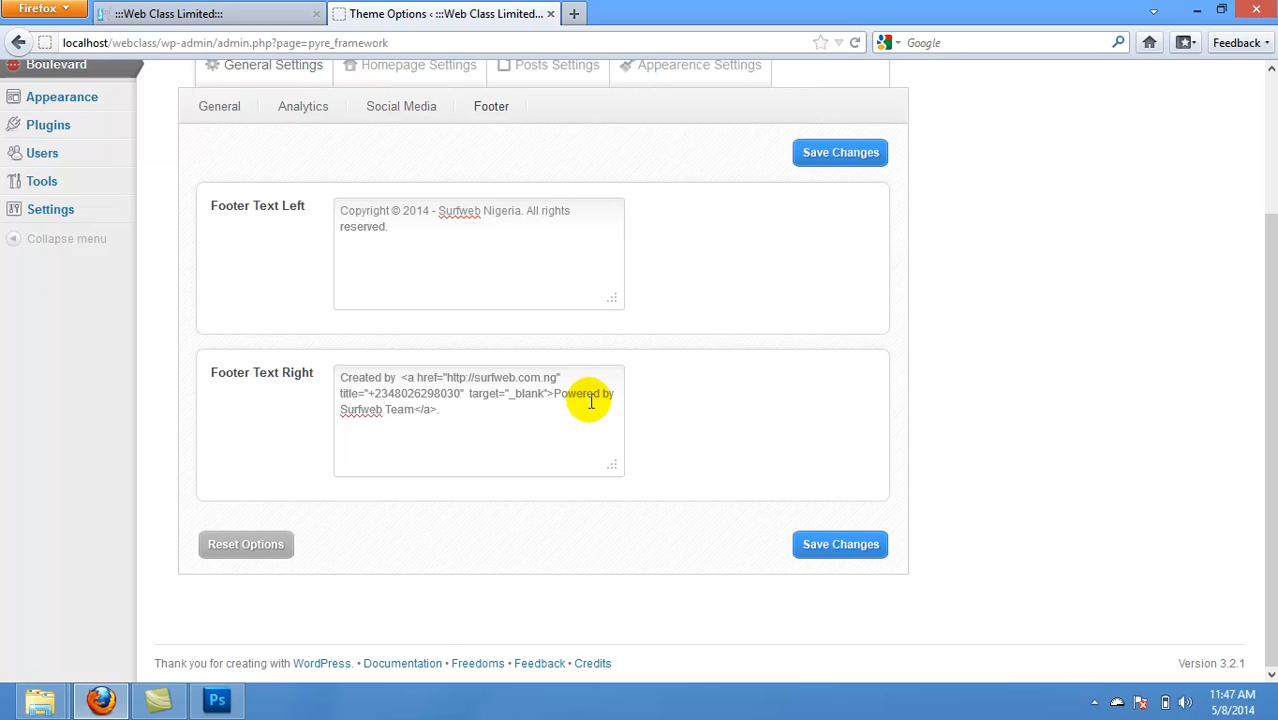 Firefox
:::Web Class Limited:::
Theme Options ‹ :::Web Class Limited...
localhost/webclass/wp-admin/admin.php?page=pyre_framework
Google
Feedback
Boulevard
General Settings
Homepage Settings
Posts Settings
Appearence Settings
Appearance
Plugins
Users
Tools
Settings
Collapse menu
General
Analytics
Social Media
Footer
Save Changes
Footer Text Left
Copyright © 2014 - Surfweb Nigeria. All rights
reserved.
Footer Text Right
Created by <a href="http://surfweb.com.ng"
title="+2348026298030" target="_blank">Powered by
Surfweb Team</a>.
Reset Options
Save Changes
Thank you for creating with WordPress. • Documentation • Freedoms • Feedback • Credits
Version 3.2.1
Ps
11:47 AM
5/8/2014